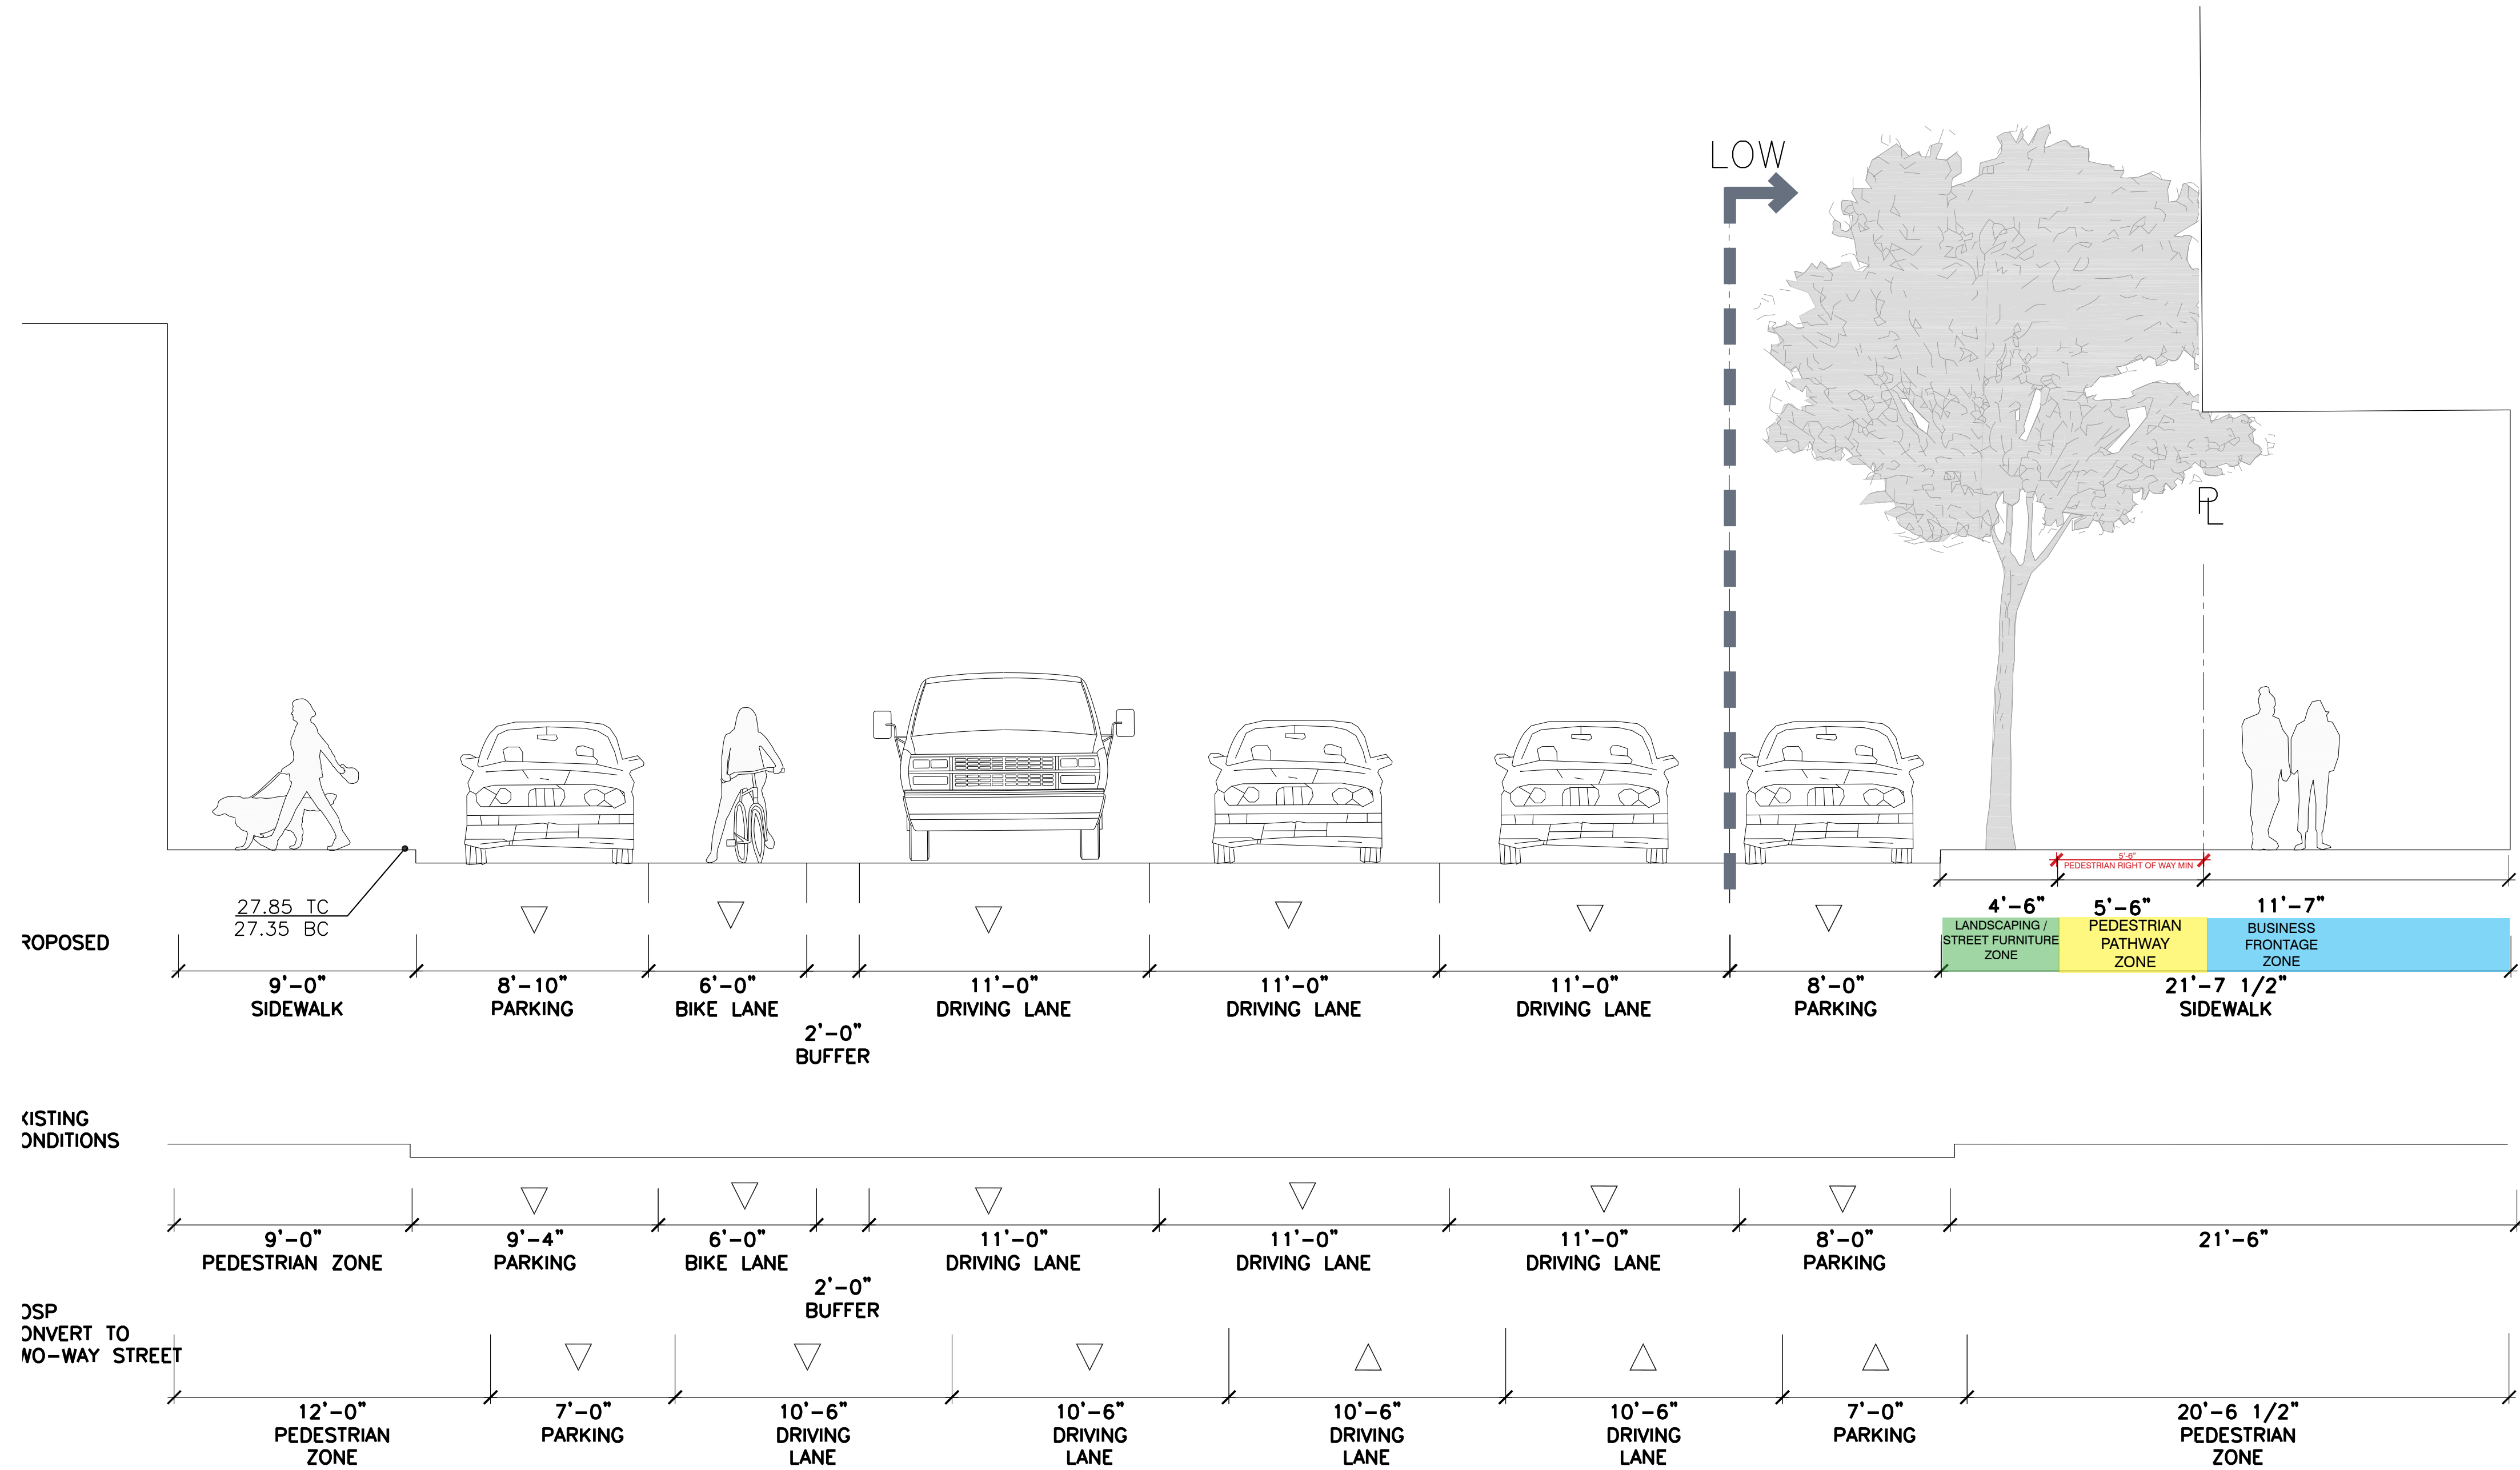 LOW
PL
5'-6"
PEDESTRIAN RIGHT OF WAY MIN
27.85 TC
27.35 BC
4'-6" 5'-6" 11'-7"
LANDSCAPING /
STREET FURNITURE
ZONE
PEDESTRIAN
PATHWAY
ZONE
BUSINESS
FRONTAGE
ZONE
ROPOSED
9'-0"
SIDEWALK
8'-10"
PARKING
6'-0"
BIKE LANE
2'-0"
BUFFER
11'-0"
DRIVING LANE
11'-0"
DRIVING LANE
11'-0"
DRIVING LANE
8'-0"
PARKING
21'-7 1/2"
SIDEWALK
XISTING
ONDITIONS
9'-0"
PEDESTRIAN ZONE
9'-4"
PARKING
6'-0"
BIKE LANE
2'-0"
BUFFER
11'-0"
DRIVING LANE
11'-0"
DRIVING LANE
11'-0"
DRIVING LANE
8'-0"
PARKING
21'-6"
OSP
ONVERT TO
WO-WAY STREET
12'-0"
PEDESTRIAN
ZONE
7'-0"
PARKING
10'-6"
DRIVING
LANE
10'-6"
DRIVING
LANE
10'-6"
DRIVING
LANE
10'-6"
DRIVING
LANE
7'-0"
PARKING
20'-6 1/2"
PEDESTRIAN
ZONE